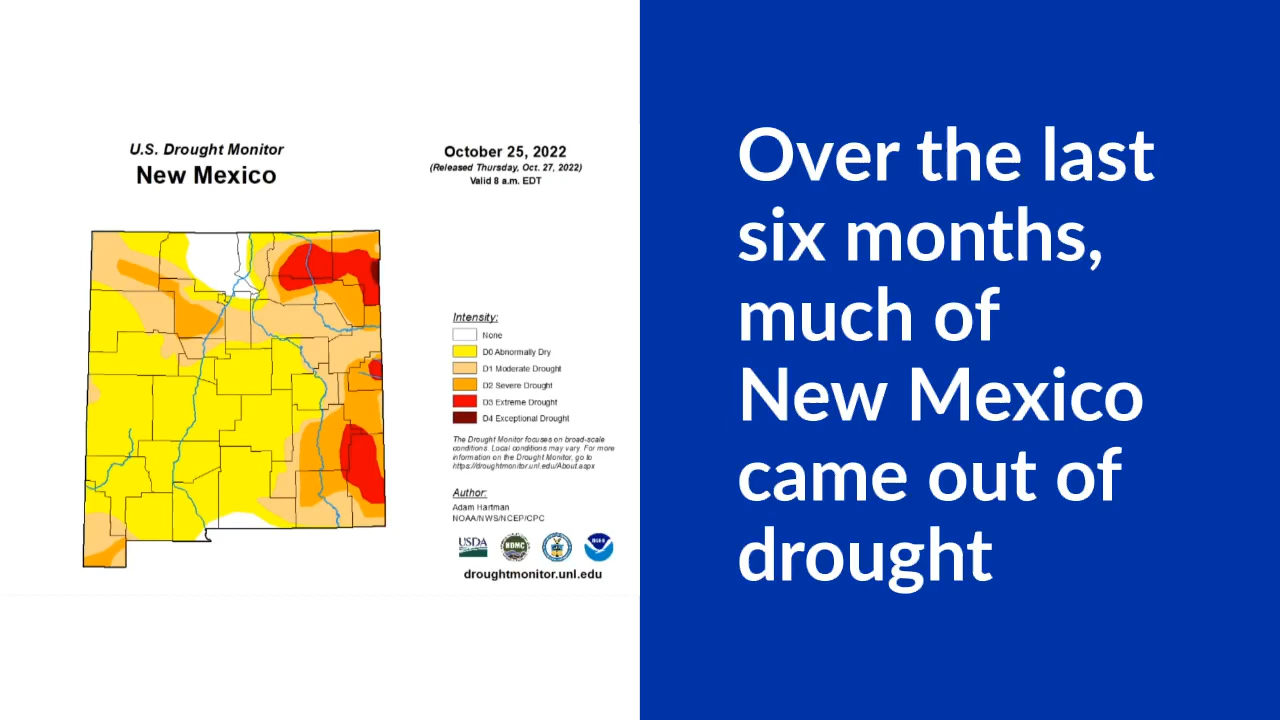 U.S. Drought Monitor
New Mexico
October 25, 2022
(Released Thursday, Oct. 27, 2022)
Valid 8 a.m. EDT
Intensity:
None
D0 Abnormally Dry
D1 Moderate Drought
D2 Severe Drought
D3 Extreme Drought
D4 Exceptional Drought
The Drought Monitor focuses on broad-scale
conditions. Local conditions may vary. For more
information on the Drought Monitor, go to
https://droughtmonitor.unl.edu/About.aspx
Author:
Adam Hartman
NOAA/NWS/NCEP/CPC
USDA
NDMC
droughtmonitor.unl.edu
Over the last
six months,
much of
New Mexico
came out of
drought